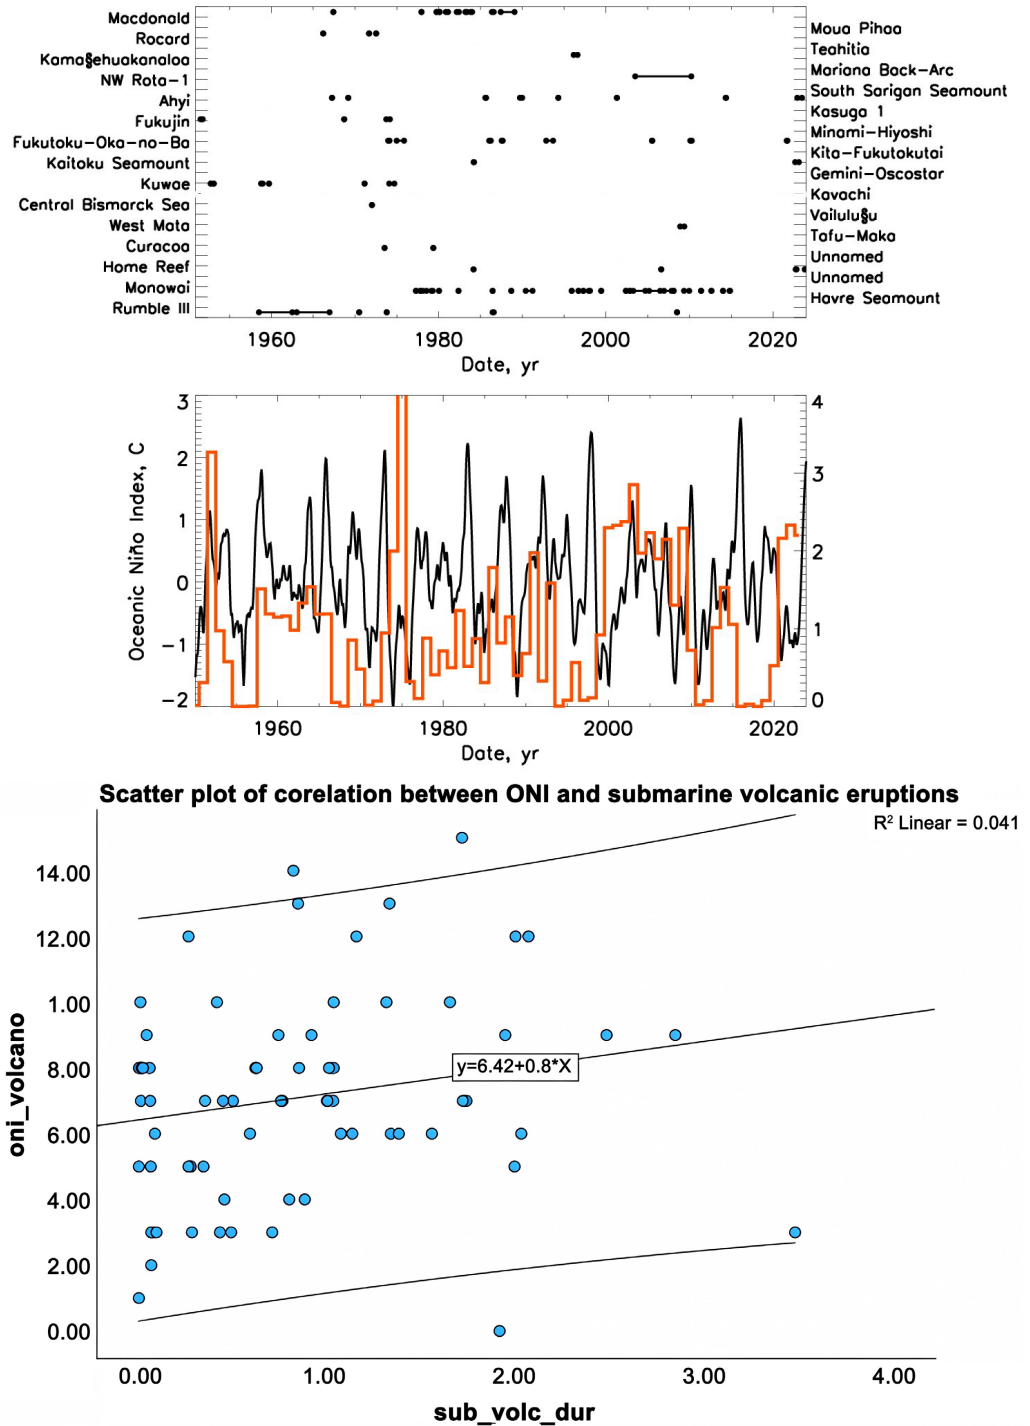 Macdonald
Rocard
Kama§ehuakanaloa
NW Rota-1
Ahyi
Fukujin
Fukutoku-Oka-no-Ba
Kaitoku Seamount
Kuwae
Central Bismarck Sea
West Mata
Curacoa
Home Reef
Monowai
Rumble III
Moua Pihaa
Teahitia
Mariana Back-Arc
South Sarigan Seamount
Kasuga 1
Minami-Hiyoshi
Kita-Fukutokutai
Gemini-Oscostar
Kavachi
Vailulu§u
Tafu-Maka
Unnamed
Unnamed
Havre Seamount
1960 1980 2000 2020
Date, yr
Oceanic Niño Index, C
3
2
1
0
-1
-2
4
3
2
1
0
1960 1980 2000 2020
Date, yr
Scatter plot of corelation between ONI and submarine volcanic eruptions
R² Linear = 0.041
oni_volcano
14.00
12.00
1.00
8.00
6.00
4.00
2.00
0.00
y=6.42+0.8*X
0.00 1.00 2.00 3.00 4.00
sub_volc_dur